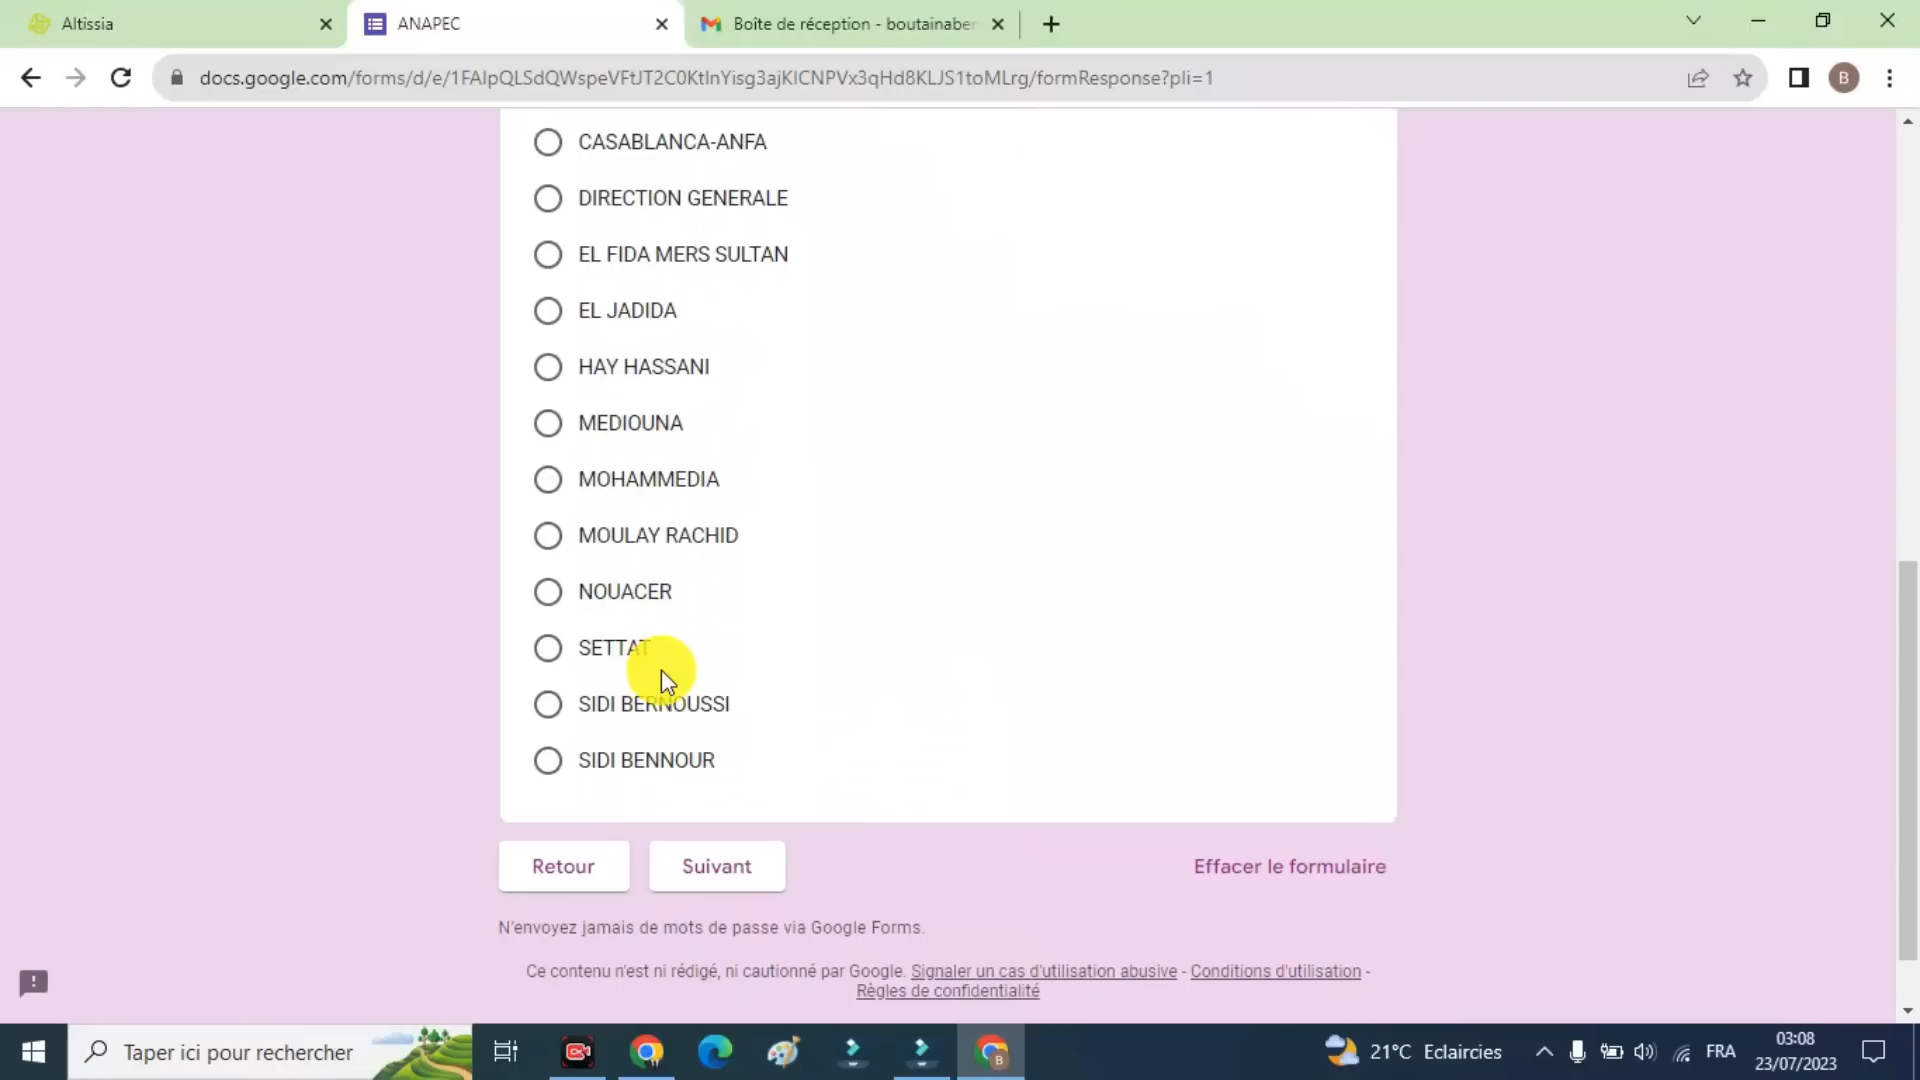 Altissia
ANAPEC
Boîte de réception - boutainaber
docs.google.com/forms/d/e/1FAIpQLSdQWspeVFtJT2C0KtInYisg3ajKlCNPVx3qHd8KLJS1toMLrg/formResponse?pli=1
B
CASABLANCA-ANFA
DIRECTION GENERALE
EL FIDA MERS SULTAN
EL JADIDA
HAY HASSANI
MEDIOUNA
MOHAMMEDIA
MOULAY RACHID
NOUACER
SETTAT
SIDI BERNOUSSI
SIDI BENNOUR
Retour
Suivant
Effacer le formulaire
N'envoyez jamais de mots de passe via Google Forms.
Ce contenu n'est ni rédigé, ni cautionné par Google. Signaler un cas d'utilisation abusive - Conditions d'utilisation -
Règles de confidentialité
Taper ici pour rechercher
B
21°C Eclaircies
FRA
03:08
23/07/2023